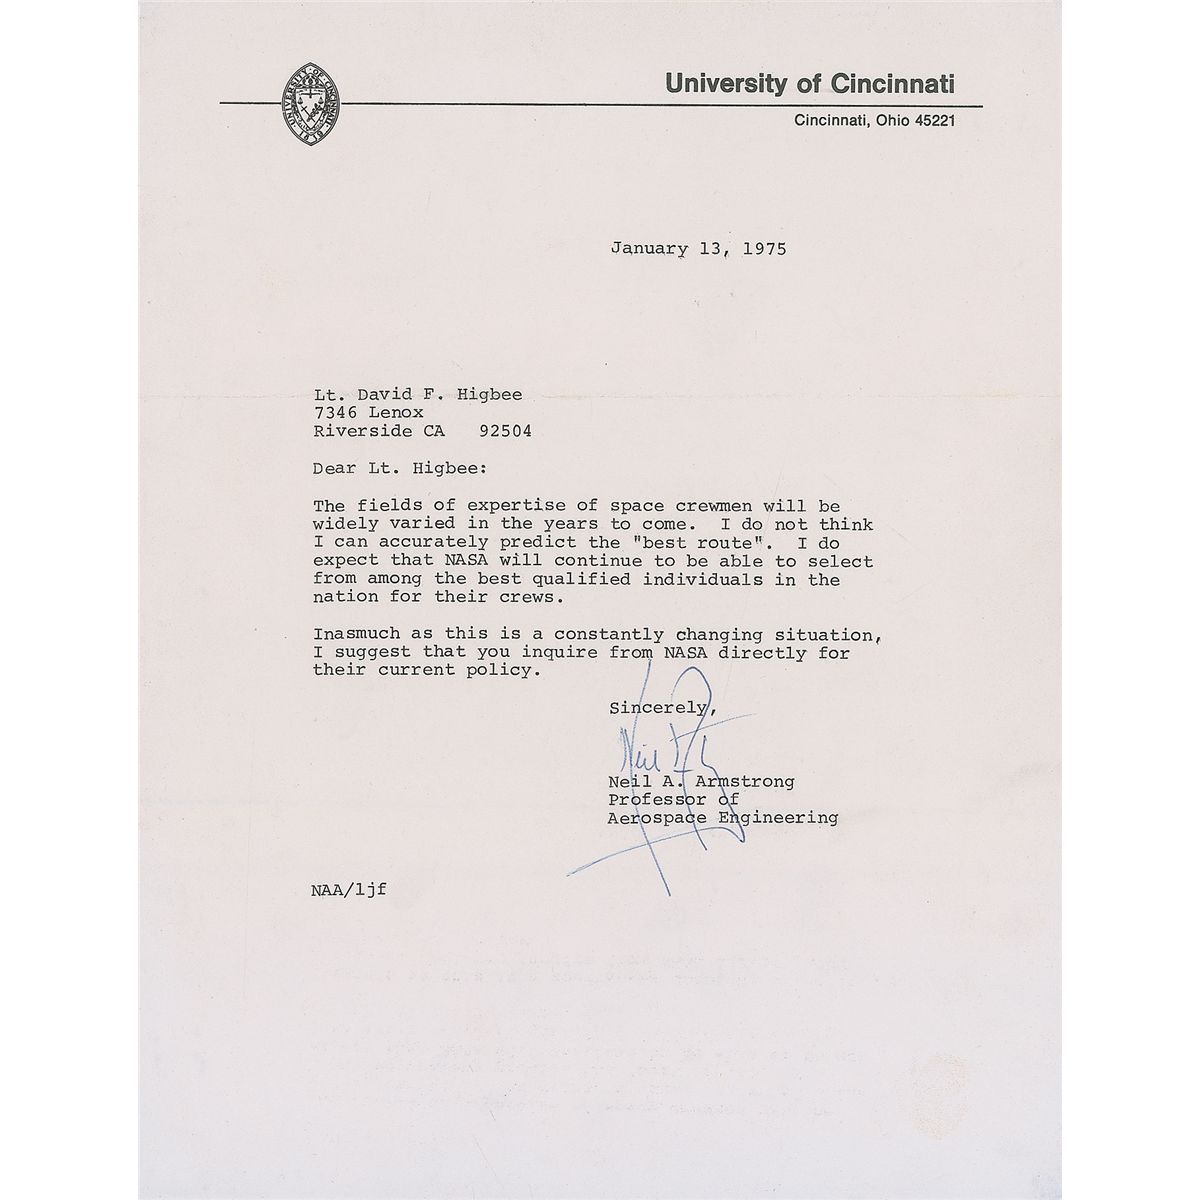 University of Cincinnati
Cincinnati, Ohio 45221
January 13, 1975
Lt. David F. Higbee
7346 Lenox
Riverside CA   92504
Dear Lt. Higbee:
The fields of expertise of space crewmen will be
widely varied in the years to come.  I do not think
I can accurately predict the "best route".  I do
expect that NASA will continue to be able to select
from among the best qualified individuals in the
nation for their crews.
Inasmuch as this is a constantly changing situation,
I suggest that you inquire from NASA directly for
their current policy.
Sincerely,
Neil
Neil A. Armstrong
Professor of
Aerospace Engineering
NAA/ljf